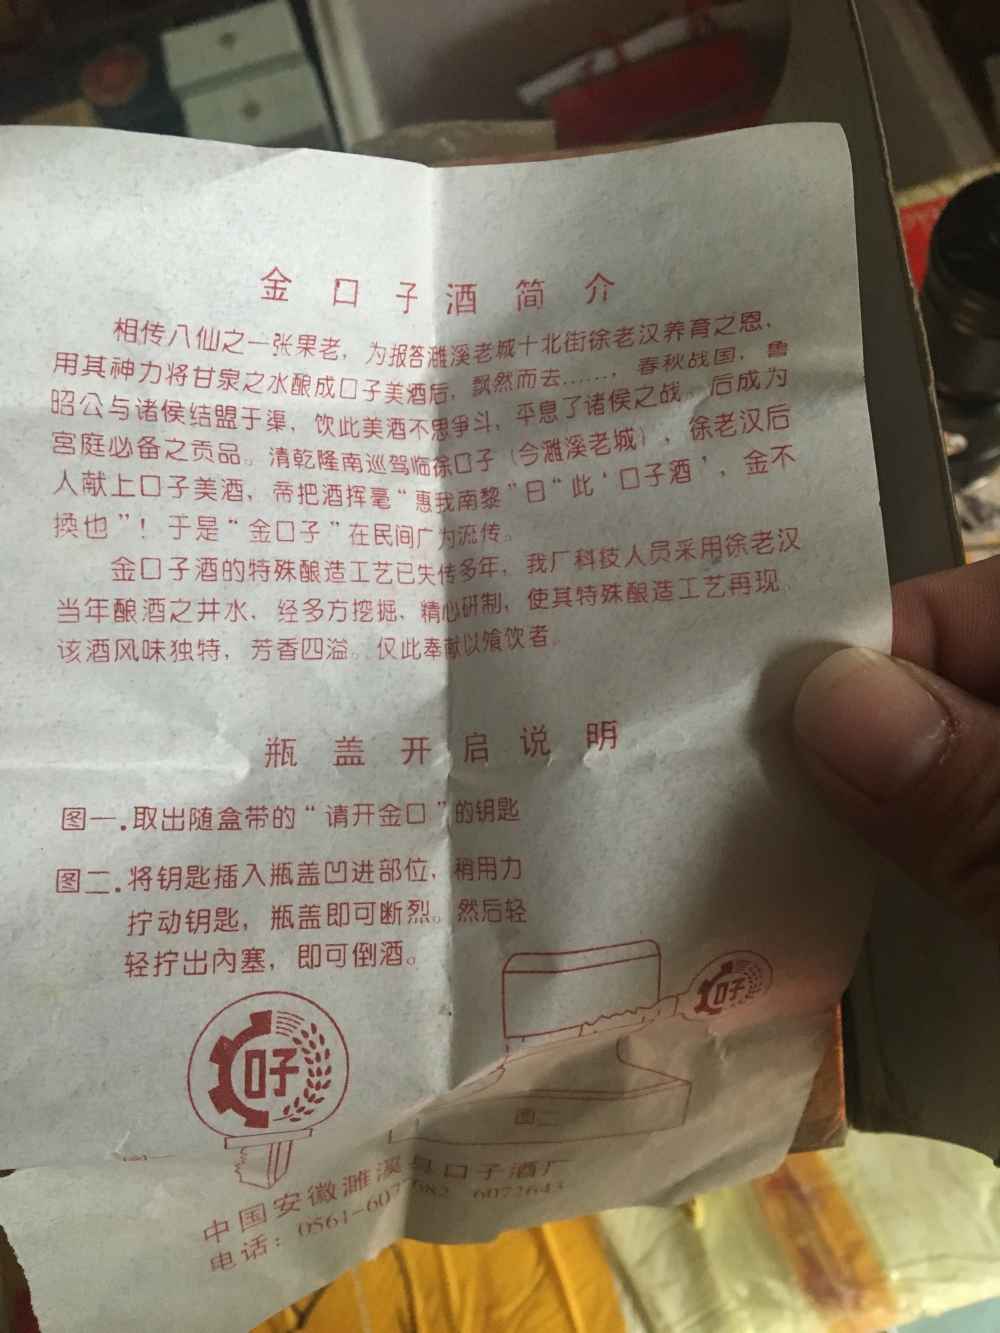 金口子酒简介
相传八仙之一张果老，为报答濉溪老城十北街徐老汉养育之恩，
用其神力将甘泉之水酿成口子美酒后，飘然而去……，春秋战国，鲁
昭公与诸侯结盟于渠，饮此美酒不思争斗，平息了诸侯之战。后成为
宫庭必备之贡品。清乾隆南巡驾临徐口子（今濉溪老城），徐老汉后
人献上口子美酒，帝把酒挥毫“惠我南黎”曰“此‘口子酒’，金不
换也”！于是“金口子”在民间广为流传。
金口子酒的特殊酿造工艺已失传多年，我厂科技人员采用徐老汉
当年酿酒之井水，经多方挖掘，精心研制，使其特殊酿造工艺再现。
该酒风味独特，芳香四溢。仅此奉献以飨饮者。
瓶盖开启说明
图一.取出随盒带的“请开金口”的钥匙
图二.将钥匙插入瓶盖凹进部位，稍用力
拧动钥匙，瓶盖即可断烈。然后轻
轻拧出内塞，即可倒酒。
口子
口子
图二
中国安徽濉溪县口子酒厂
电话：0561-607 682 6072643